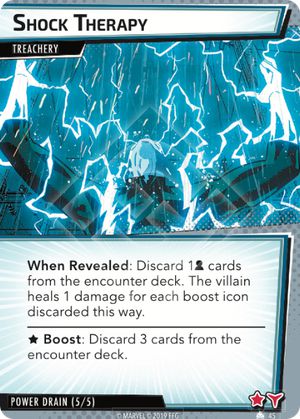 SHOCK THERAPY
TREACHERY
When Revealed: Discard 1 cards
from the encounter deck. The villain
heals 1 damage for each boost icon
discarded this way.
Boost: Discard 3 cards from the
encounter deck.
POWER DRAIN (5/5)
© MARVEL © 2019 FFG
45